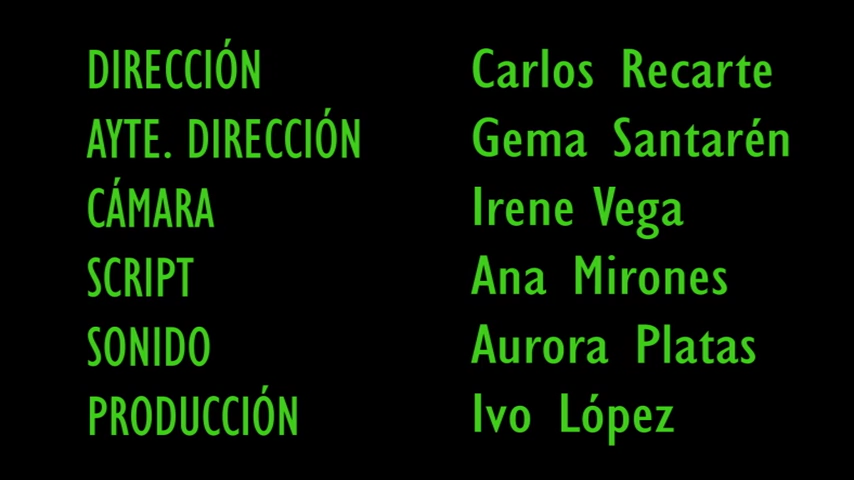 DIRECCIÓN Carlos Recarte
AYTE. DIRECCIÓN Gema Santarén
CÁMARA Irene Vega
SCRIPT Ana Mirones
SONIDO Aurora Platas
PRODUCCIÓN Ivo López